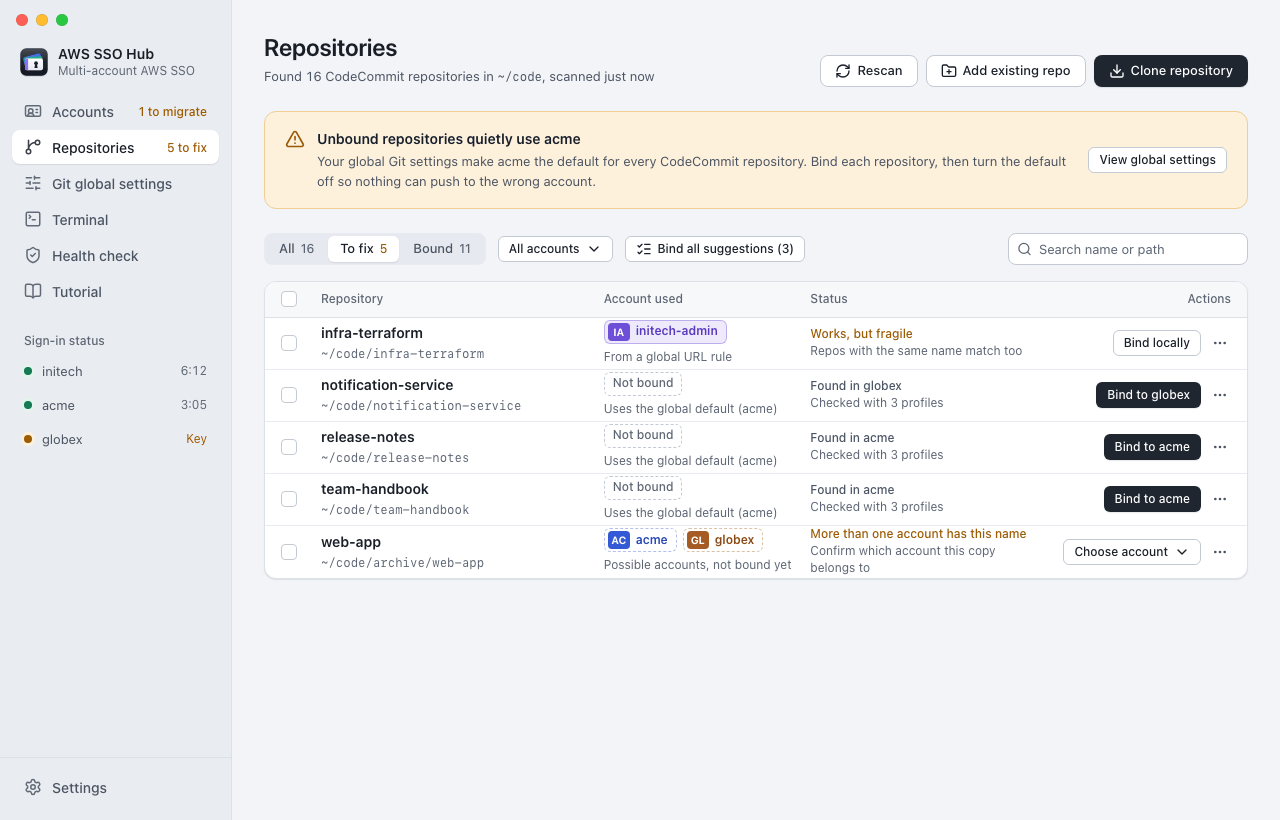 AWS SSO Hub
Multi-account AWS SSO
Accounts 1 to migrate
Repositories 5 to fix
Git global settings
Terminal
Health check
Tutorial
Sign-in status
initech 6:12
acme 3:05
globex Key
Settings
Repositories
Found 16 CodeCommit repositories in ~/code, scanned just now
Rescan
Add existing repo
Clone repository
Unbound repositories quietly use acme
Your global Git settings make acme the default for every CodeCommit repository. Bind each repository, then turn the default
off so nothing can push to the wrong account.
View global settings
All 16 To fix 5 Bound 11
All accounts
Bind all suggestions (3)
Search name or path
Repository Account used Status Actions
infra-terraform
~/code/infra-terraform
IA initech-admin
From a global URL rule
Works, but fragile
Repos with the same name match too
Bind locally
notification-service
~/code/notification-service
Not bound
Uses the global default (acme)
Found in globex
Checked with 3 profiles
Bind to globex
release-notes
~/code/release-notes
Not bound
Uses the global default (acme)
Found in acme
Checked with 3 profiles
Bind to acme
team-handbook
~/code/team-handbook
Not bound
Uses the global default (acme)
Found in acme
Checked with 3 profiles
Bind to acme
web-app
~/code/archive/web-app
AC acme GL globex
Possible accounts, not bound yet
More than one account has this name
Confirm which account this copy
belongs to
Choose account